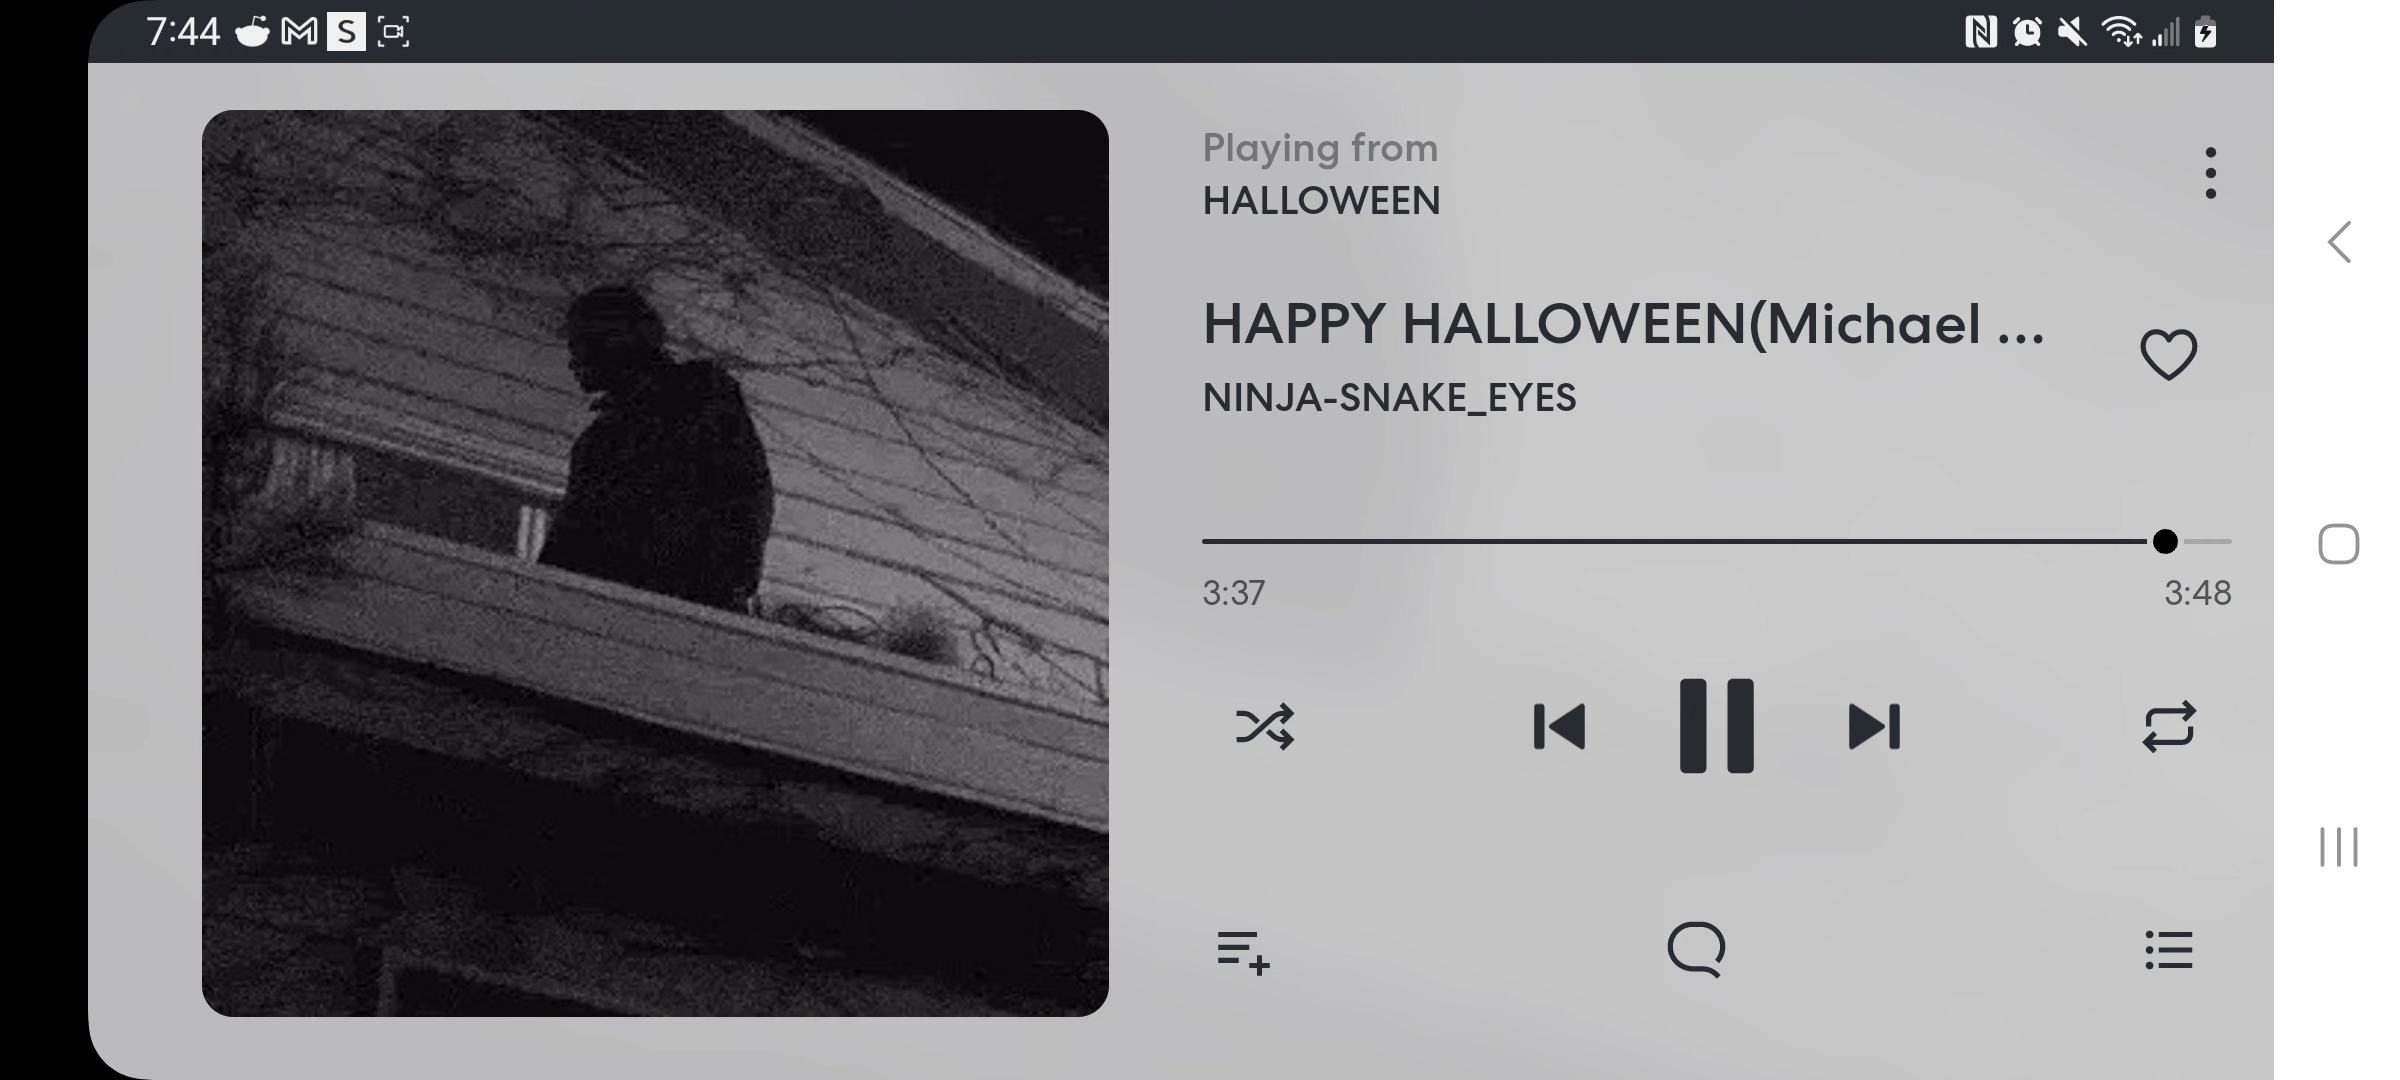 7:44
S
Playing from
HALLOWEEN
HAPPY HALLOWEEN(Michael ...
NINJA-SNAKE_EYES
3:37
3:48